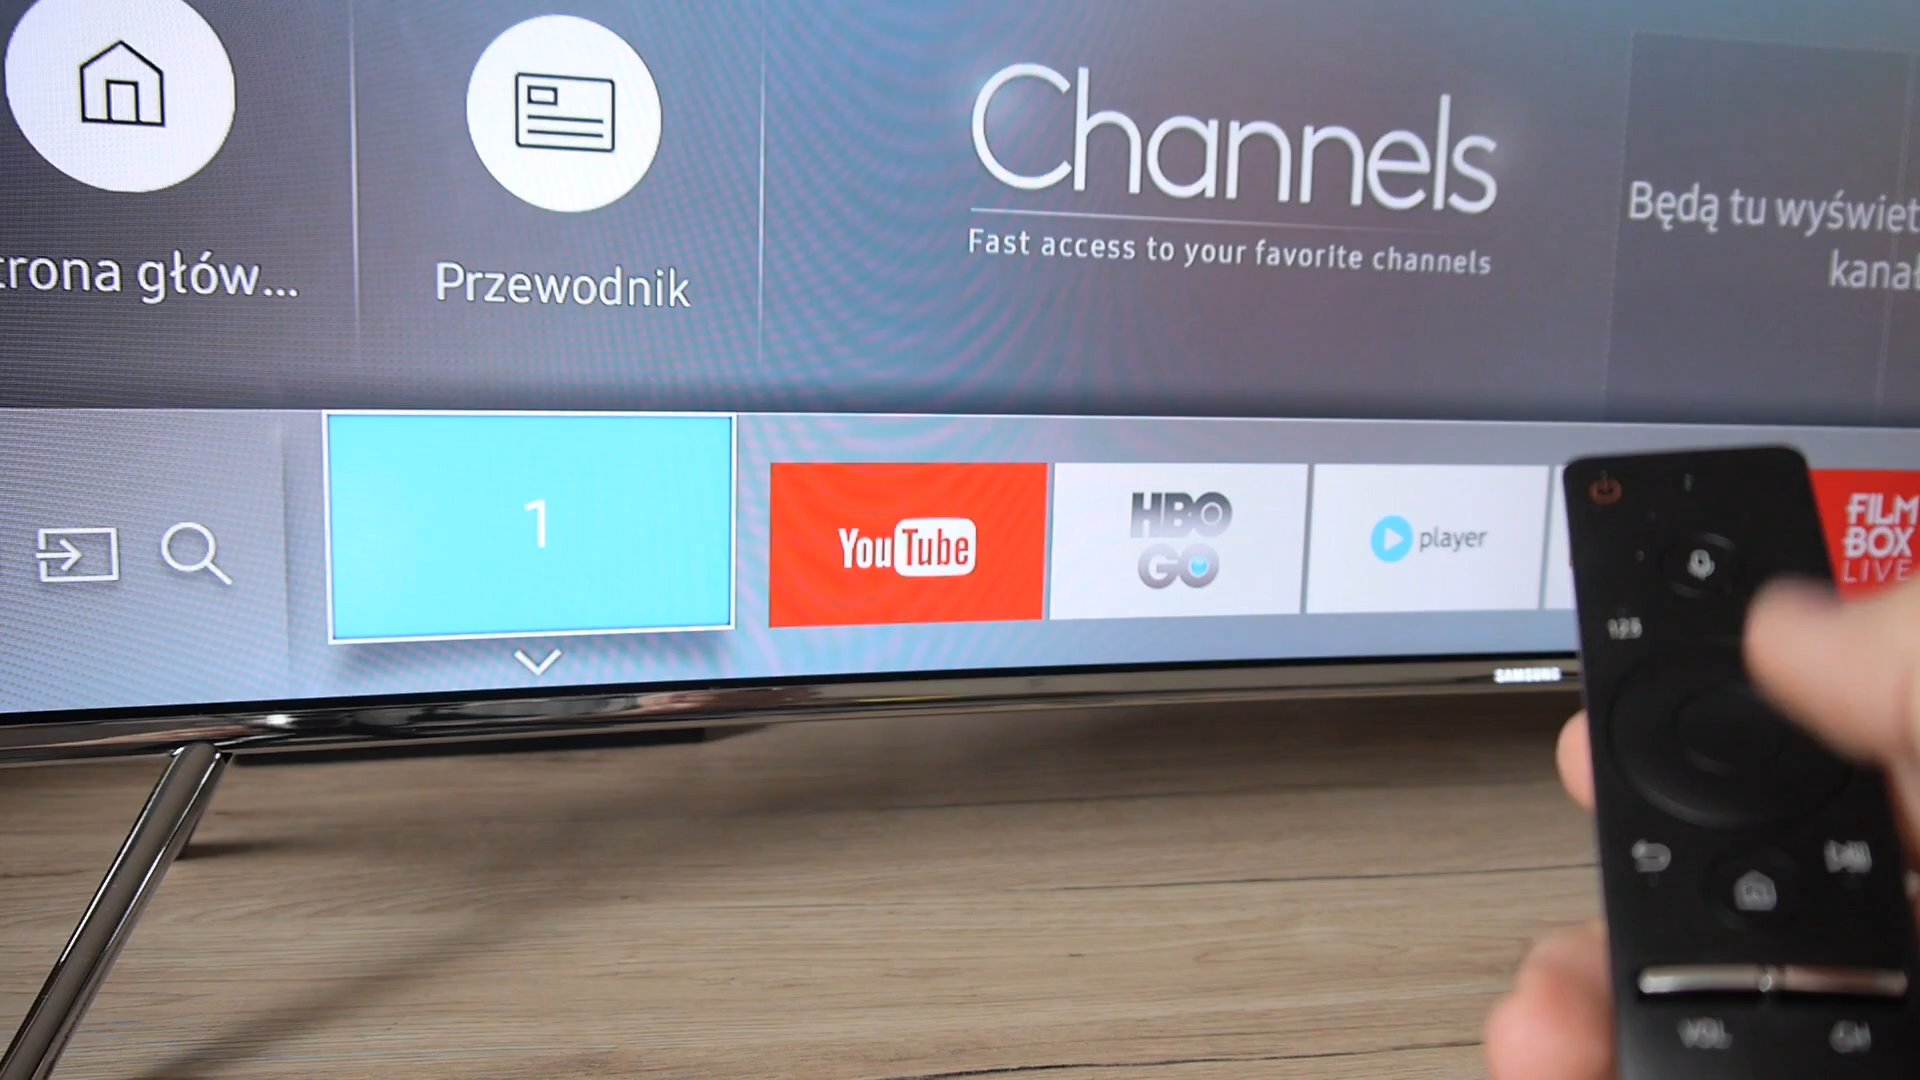 Channels
Fast access to your favorite channels
Będą tu wyświet
kanał
trona głów...
Przewodnik
1
YouTube
HBO
GO
player
FILM
BOX
LIVE
SAMSUNG
123
VOL
CH